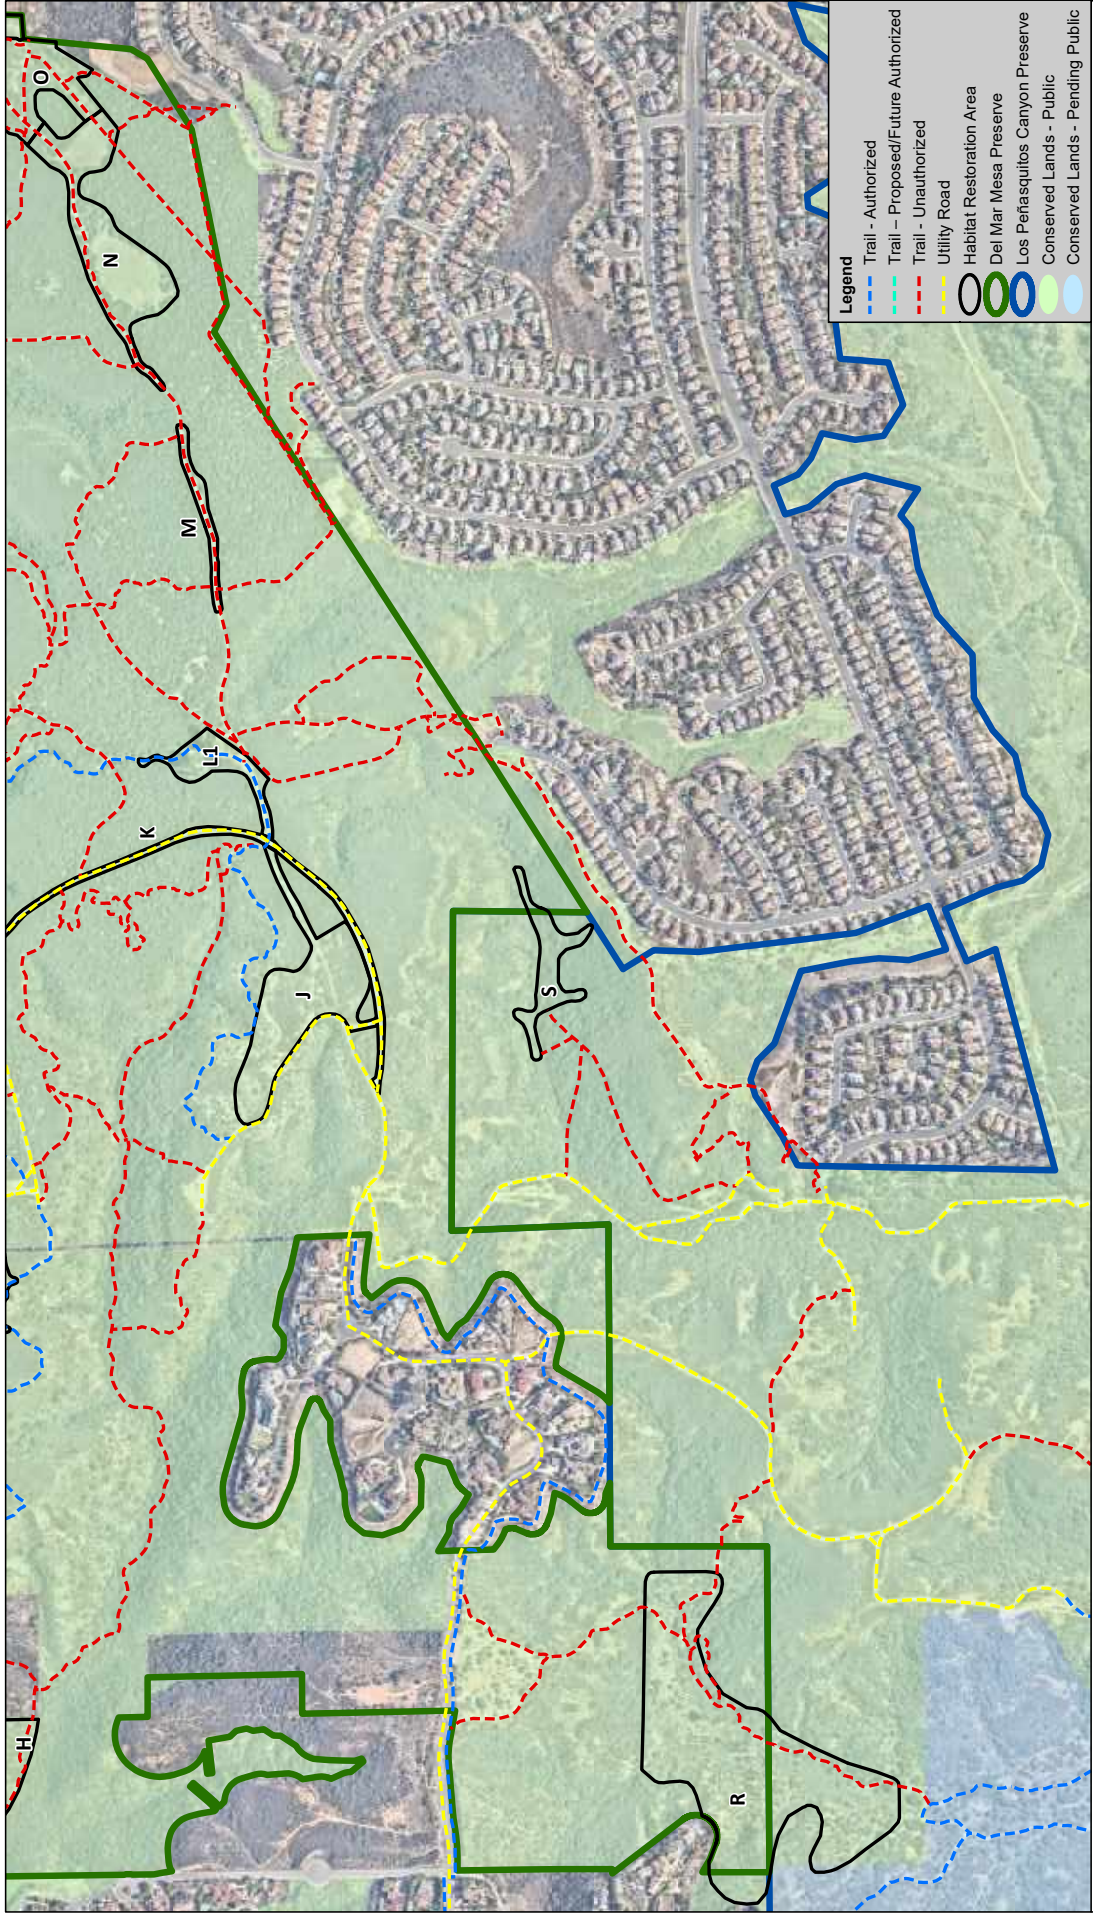 Legend
Trail - Authorized
Trail – Proposed/Future Authorized
Trail - Unauthorized
Utility Road
Habitat Restoration Area
Del Mar Mesa Preserve
Los Peñasquitos Canyon Preserve
Conserved Lands - Public
Conserved Lands - Pending Public
H
K
L1
M
N
O
J
S
R